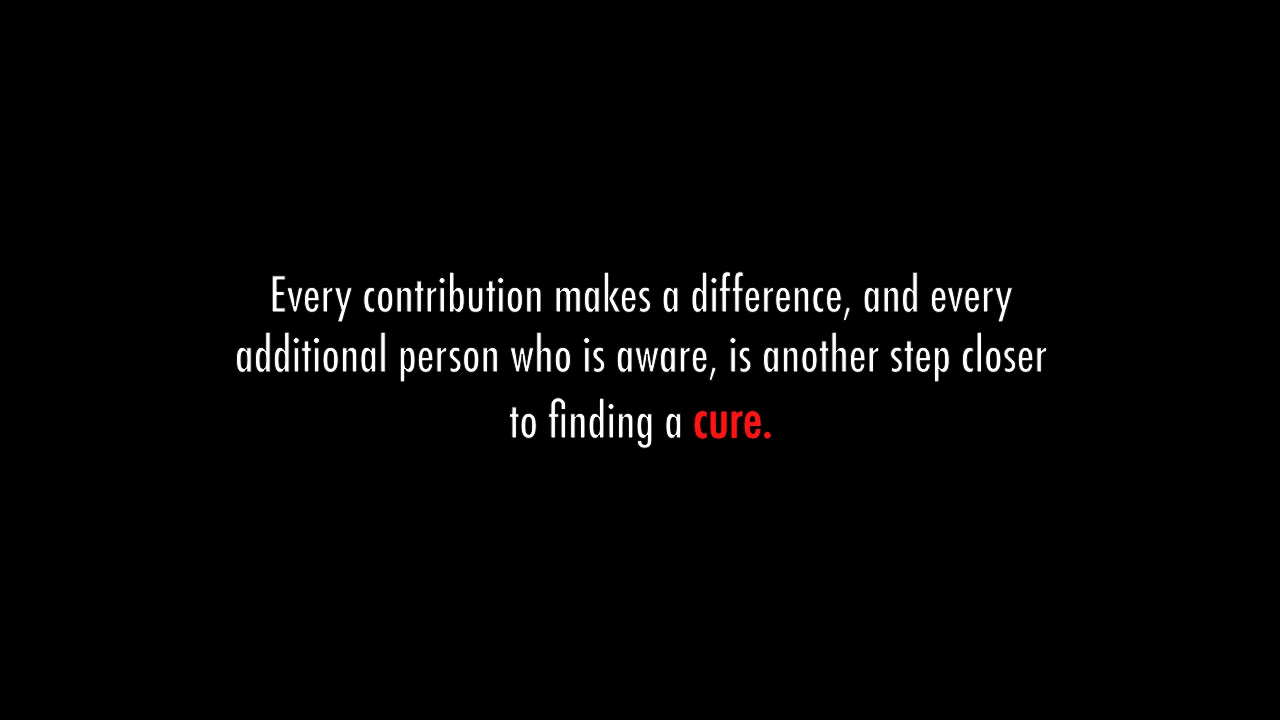 Every contribution makes a difference, and every
additional person who is aware, is another step closer
to finding a cure.